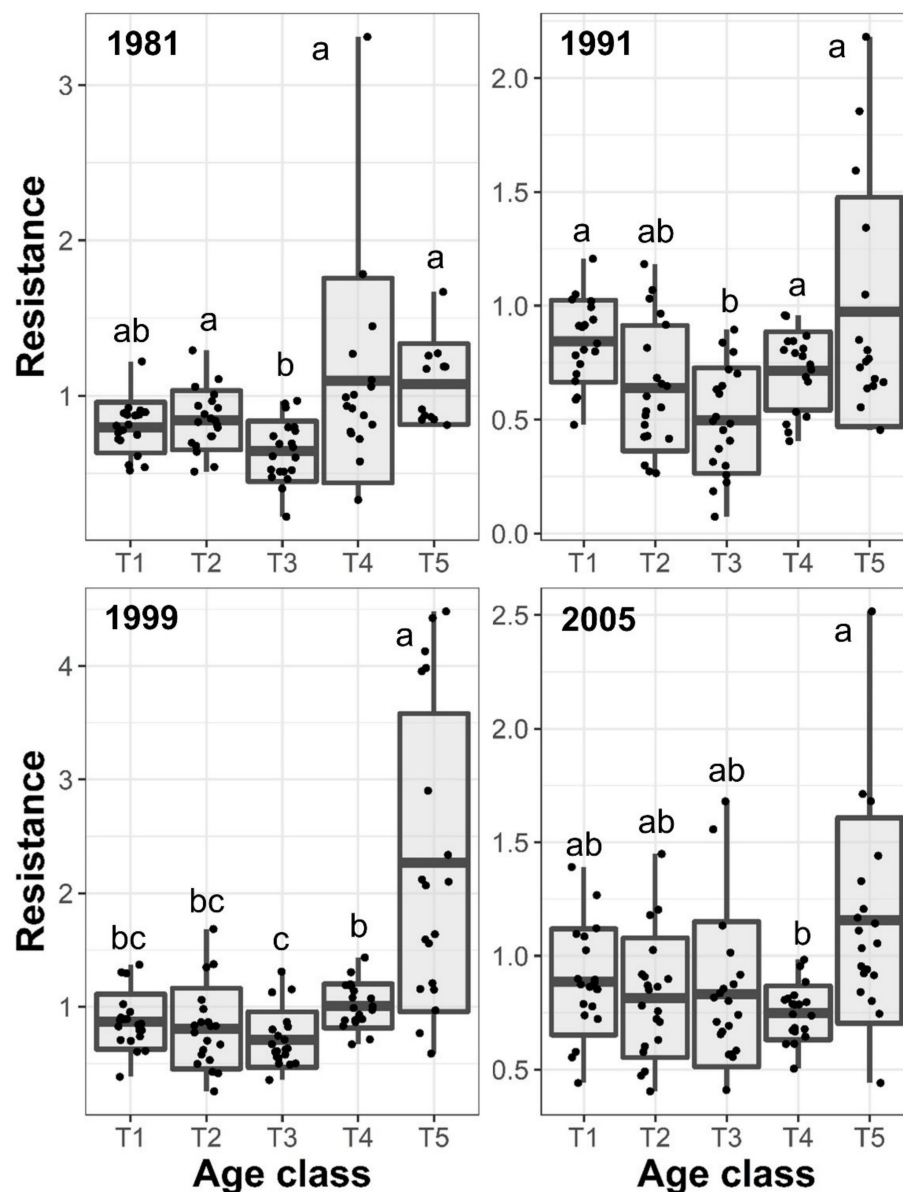 1981
a
3
2
1
ab
a
b
a
T1 T2 T3 T4 T5
Resistance
1991
a
2.0
1.5
1.0
0.5
0.0
a
ab
b
a
T1 T2 T3 T4 T5
1999
a
4
3
2
1
bc
bc
c
b
T1 T2 T3 T4 T5
Resistance
Age class
2005
a
2.5
2.0
1.5
1.0
0.5
ab
ab
ab
b
T1 T2 T3 T4 T5
Age class